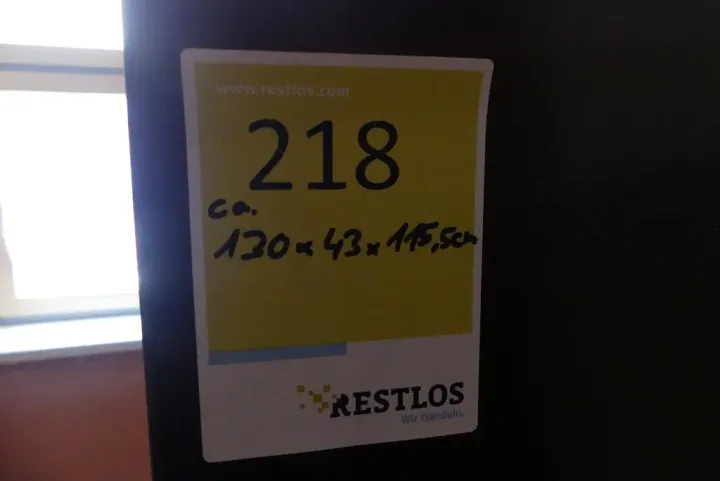 www.restlos.com
218
ca.
130 x 43 x 115,5cm
RESTLOS
Wir handeln.